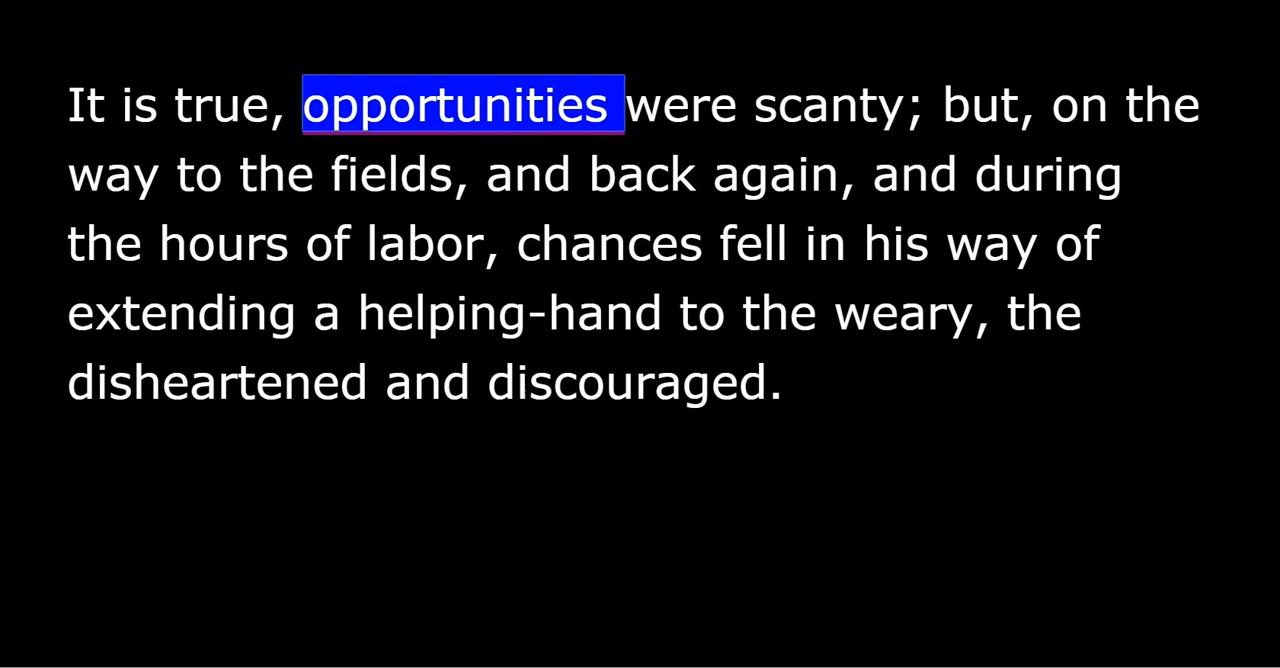 It is true, opportunities were scanty; but, on the
way to the fields, and back again, and during
the hours of labor, chances fell in his way of
extending a helping-hand to the weary, the
disheartened and discouraged.